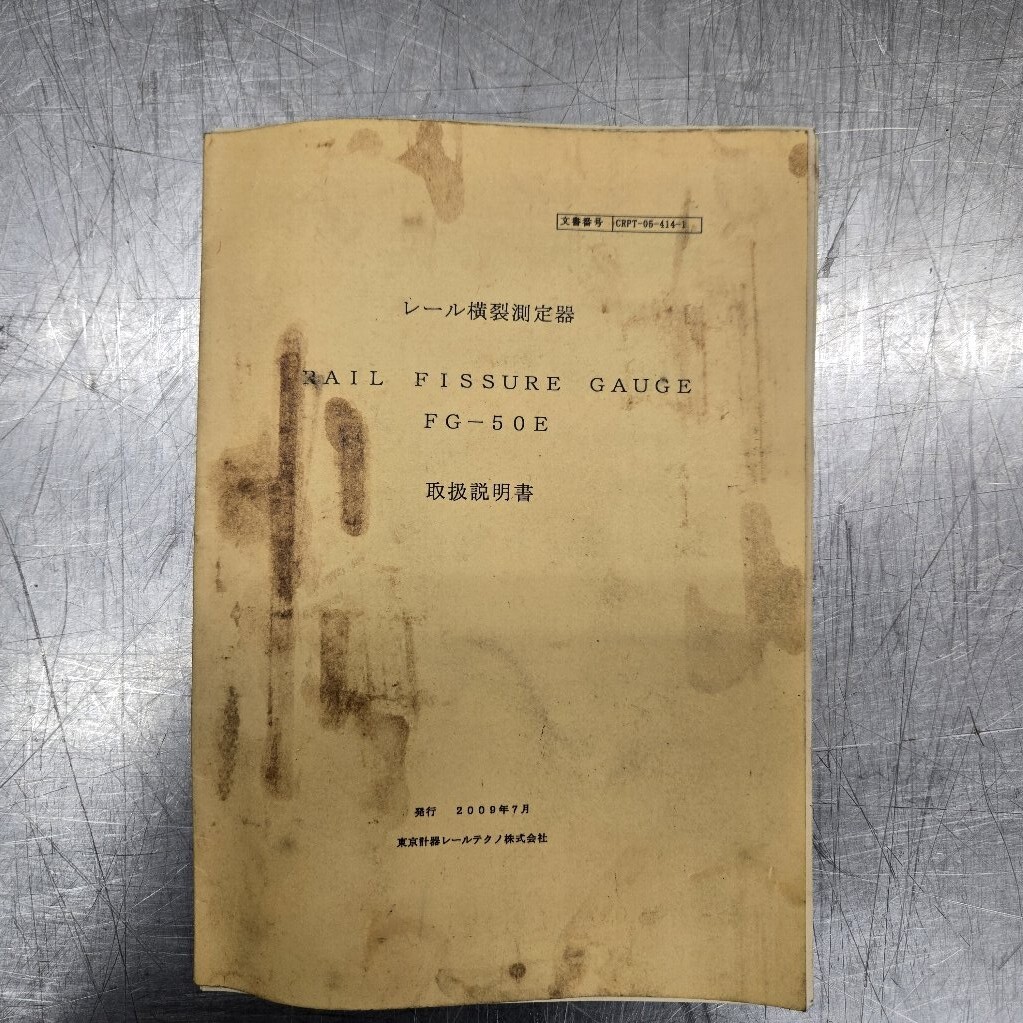 文書番号 CRPT-05-414-1
レール横裂測定器
RAIL FISSURE GAUGE
FG-50E
取扱説明書
発行 2009年7月
東京計器レールテクノ株式会社